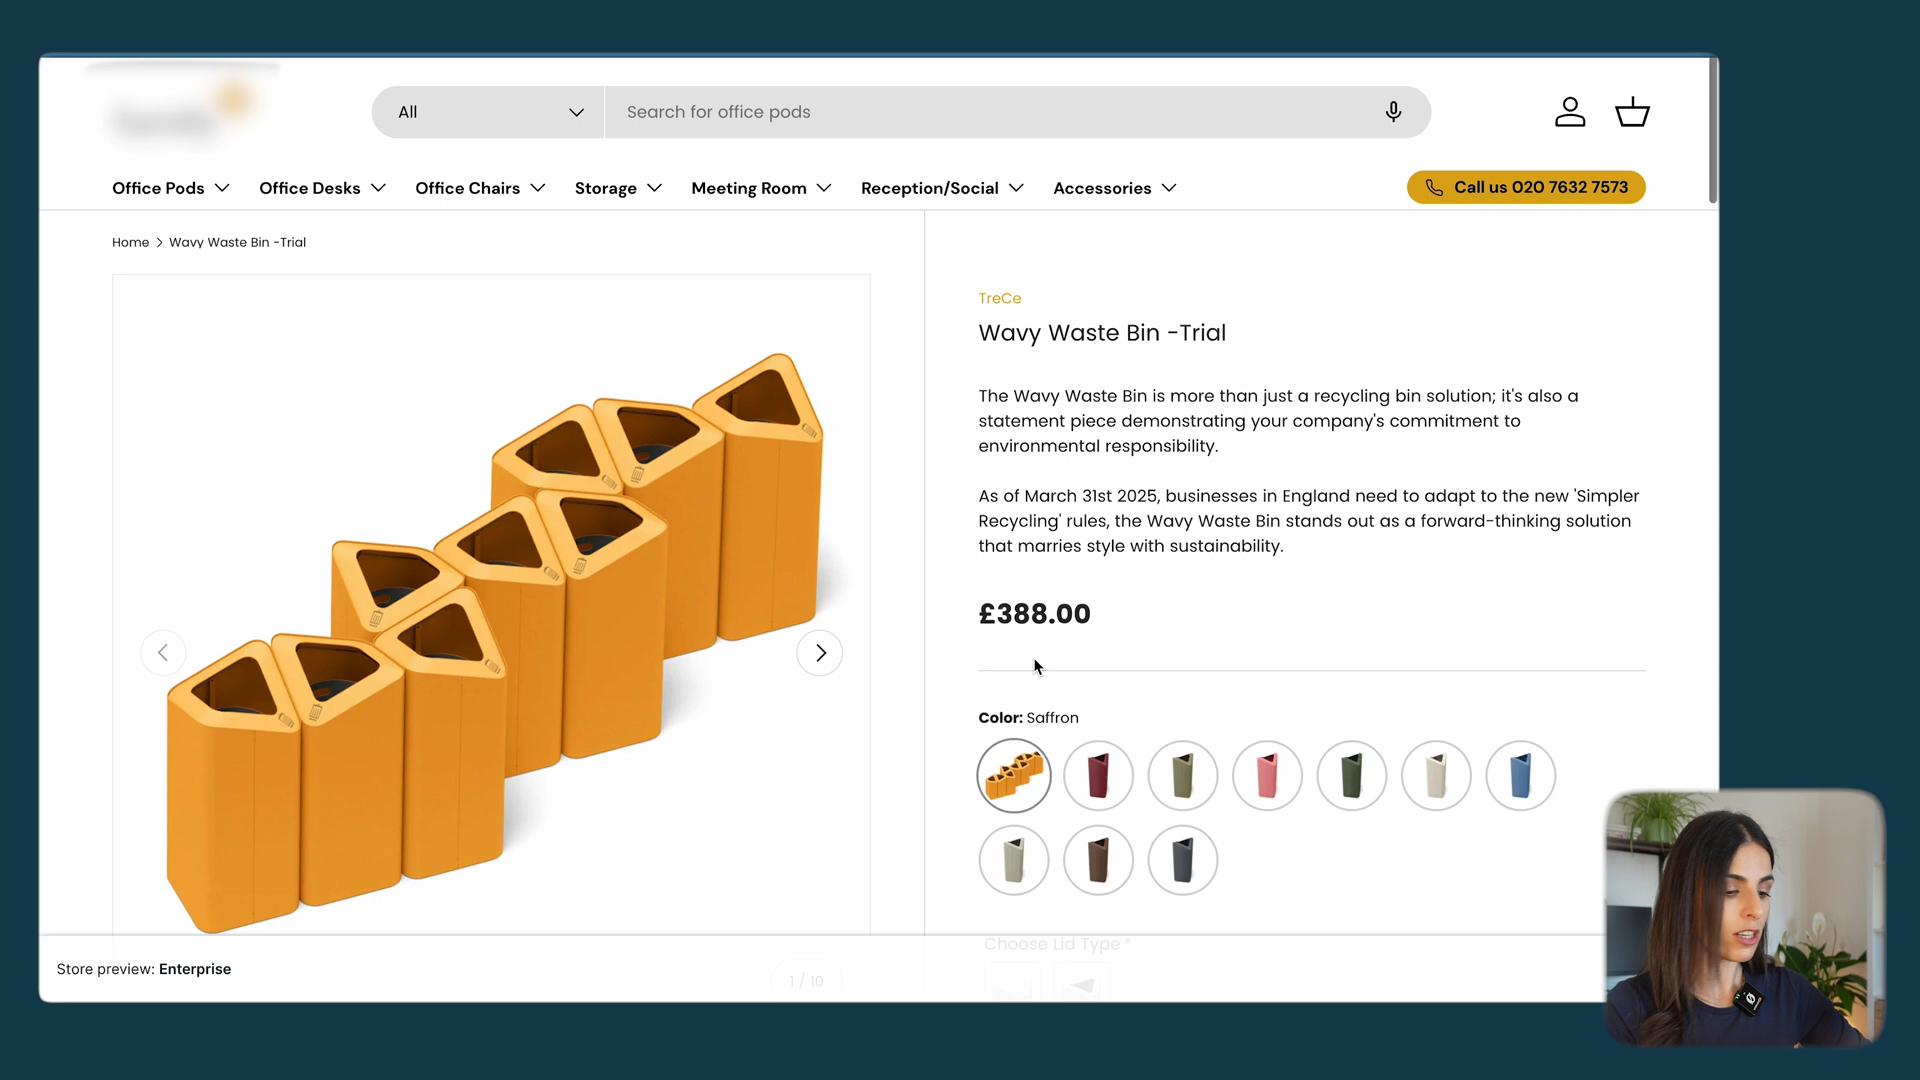 All
Search for office pods
Office Pods
Office Desks
Office Chairs
Storage
Meeting Room
Reception/Social
Accessories
Call us 020 7632 7573
Home > Wavy Waste Bin -Trial
TreCe
Wavy Waste Bin -Trial
The Wavy Waste Bin is more than just a recycling bin solution; it's also a
statement piece demonstrating your company's commitment to
environmental responsibility.
As of March 31st 2025, businesses in England need to adapt to the new 'Simpler
Recycling' rules, the Wavy Waste Bin stands out as a forward-thinking solution
that marries style with sustainability.
£388.00
Color: Saffron
Choose Lid Type *
Store preview: Enterprise
1 / 10